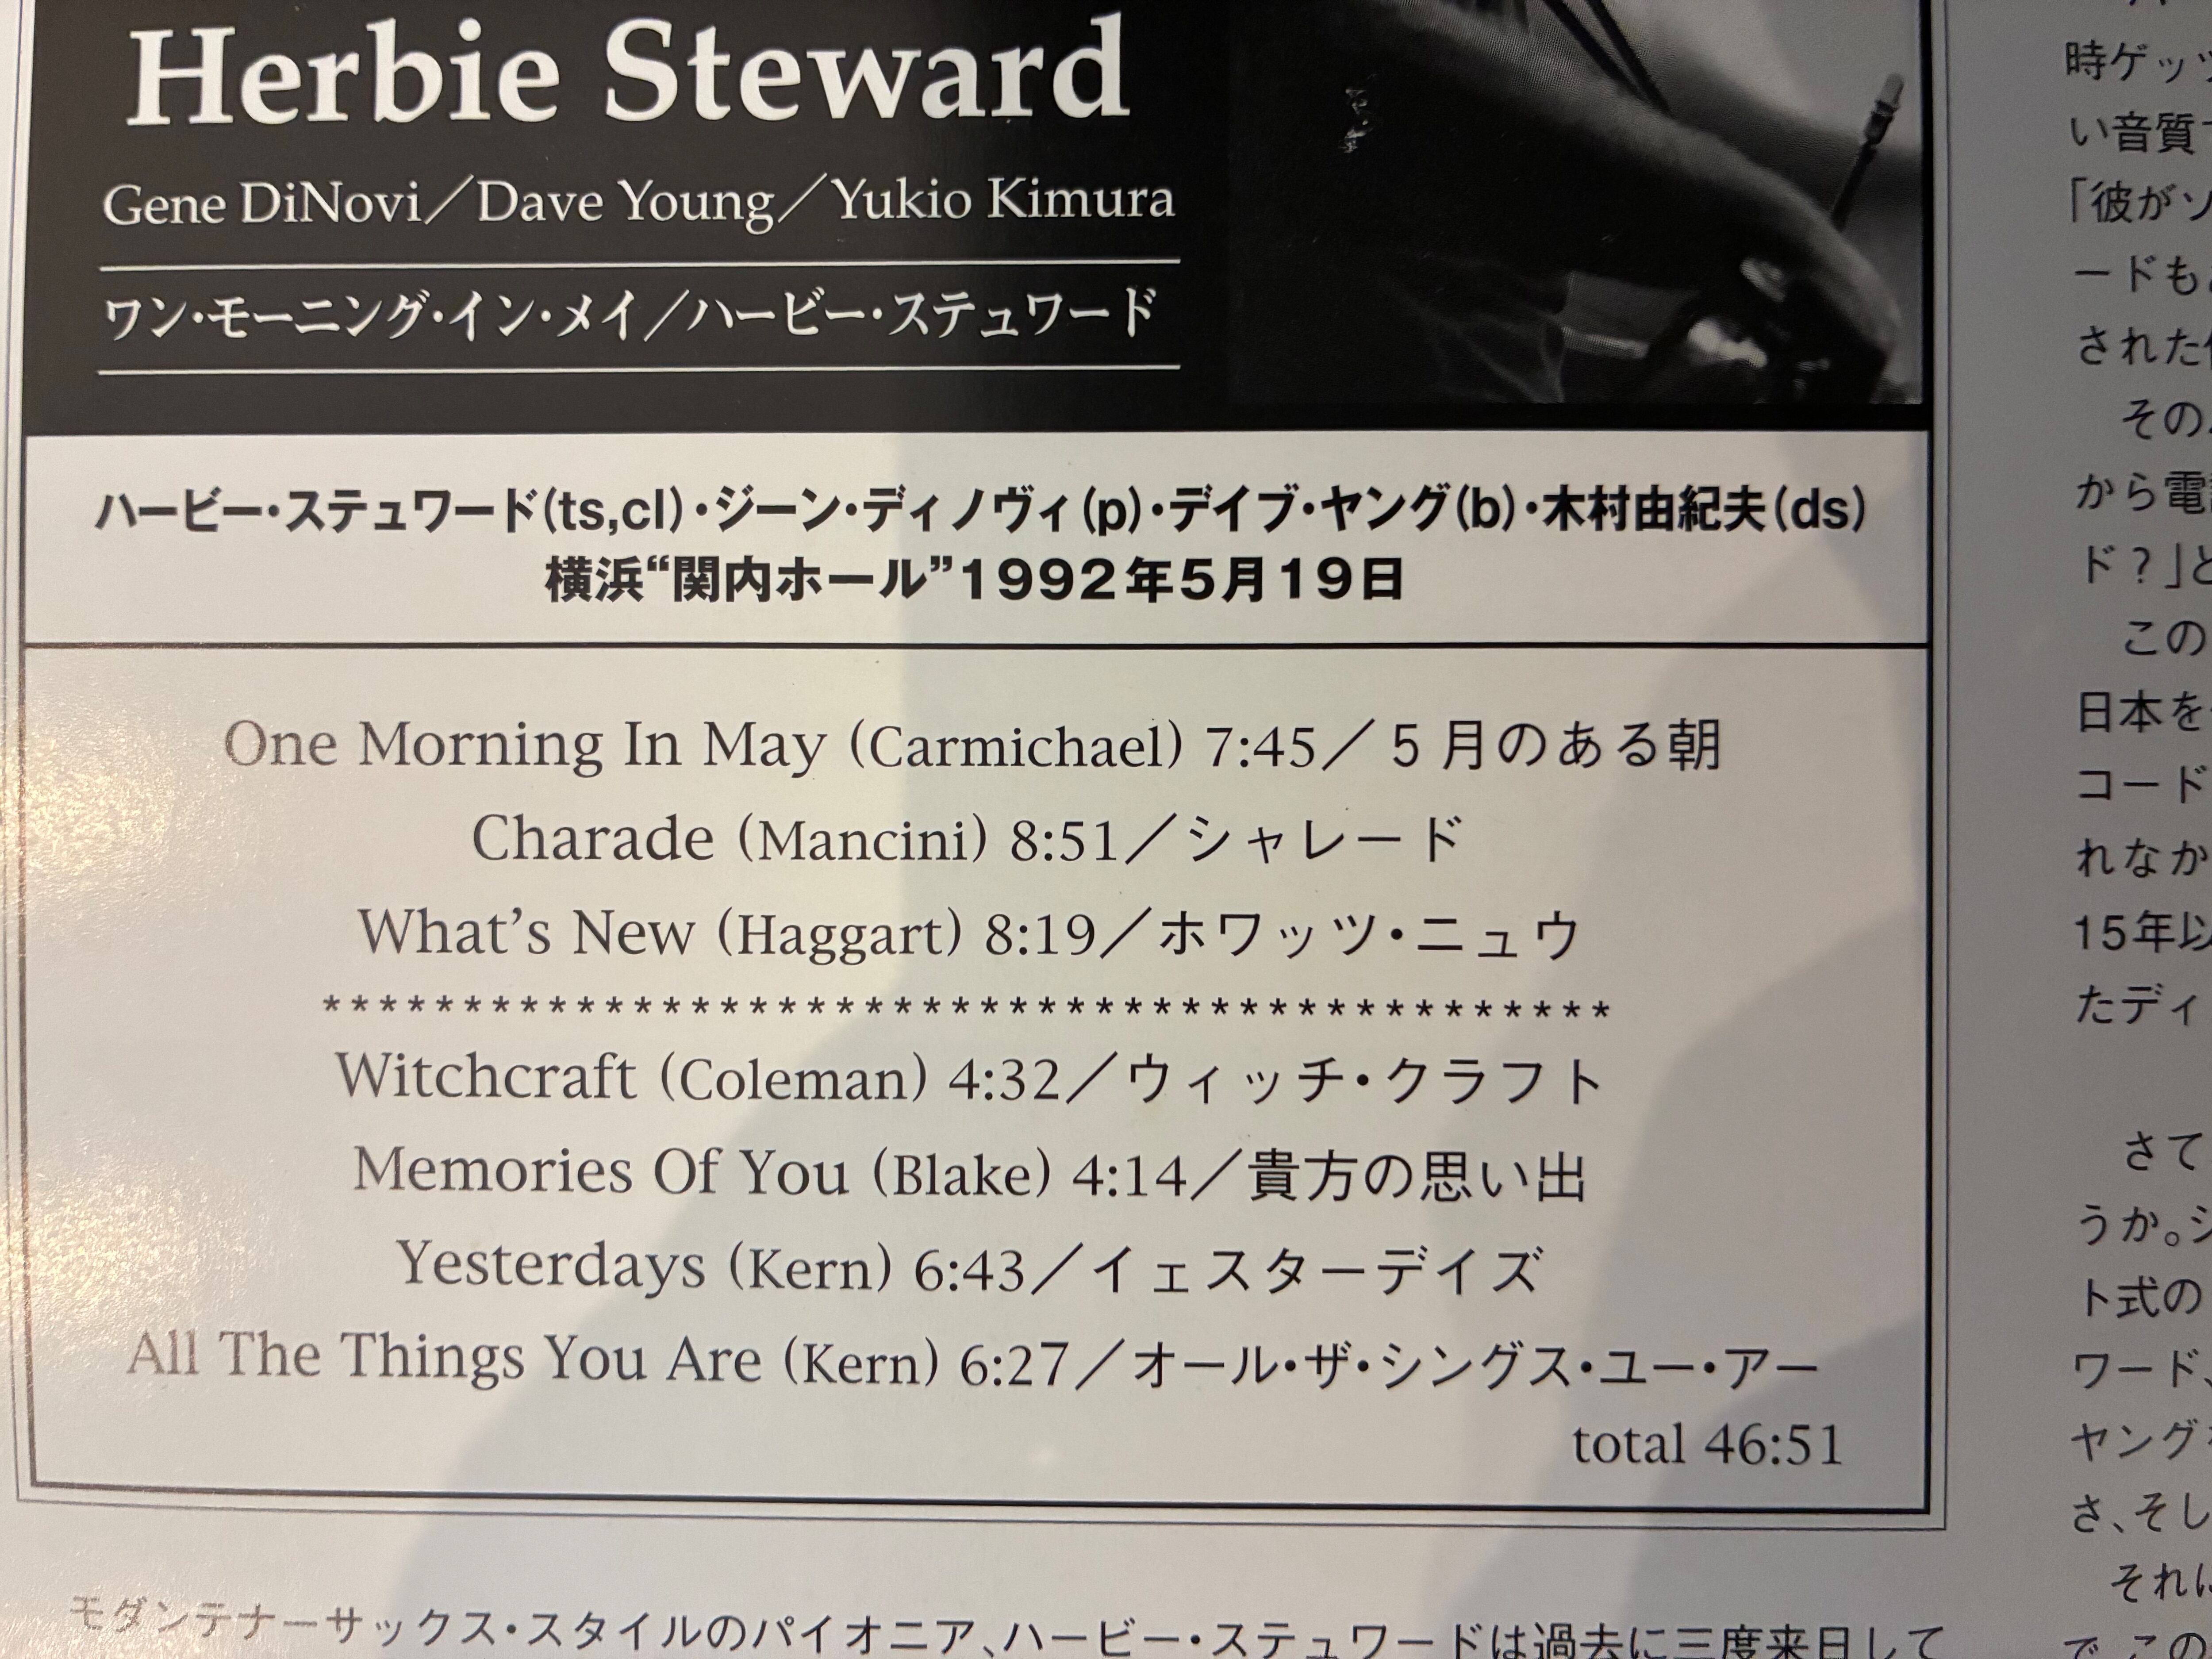 Herbie Steward
Gene DiNovi／Dave Young／Yukio Kimura
ワン・モーニング・イン・メイ／ハービー・ステュワード
ハービー・ステュワード(ts,cl)・ジーン・ディノヴィ(p)・デイブ・ヤング(b)・木村由紀夫(ds)
横浜“関内ホール”1992年5月19日
One Morning In May (Carmichael) 7:45／５月のある朝
Charade (Mancini) 8:51／シャレード
What’s New (Haggart) 8:19／ホワッツ・ニュウ
*********************************************
Witchcraft (Coleman) 4:32／ウィッチ・クラフト
Memories Of You (Blake) 4:14／貴方の思い出
Yesterdays (Kern) 6:43／イェスターデイズ
All The Things You Are (Kern) 6:27／オール・ザ・シングス・ユー・アー
total 46:51
モダンテナーサックス・スタイルのパイオニア、ハービー・ステュワードは過去に三度来日して
時ゲッツ
い音質
「彼がソ
ードも
された
その
から電
ド？」と
この
日本を
コード
れなか
15年以
たディ
さて
うか。ジ
ト式の
ワード、
ヤング
さ、そし
それに
で、この